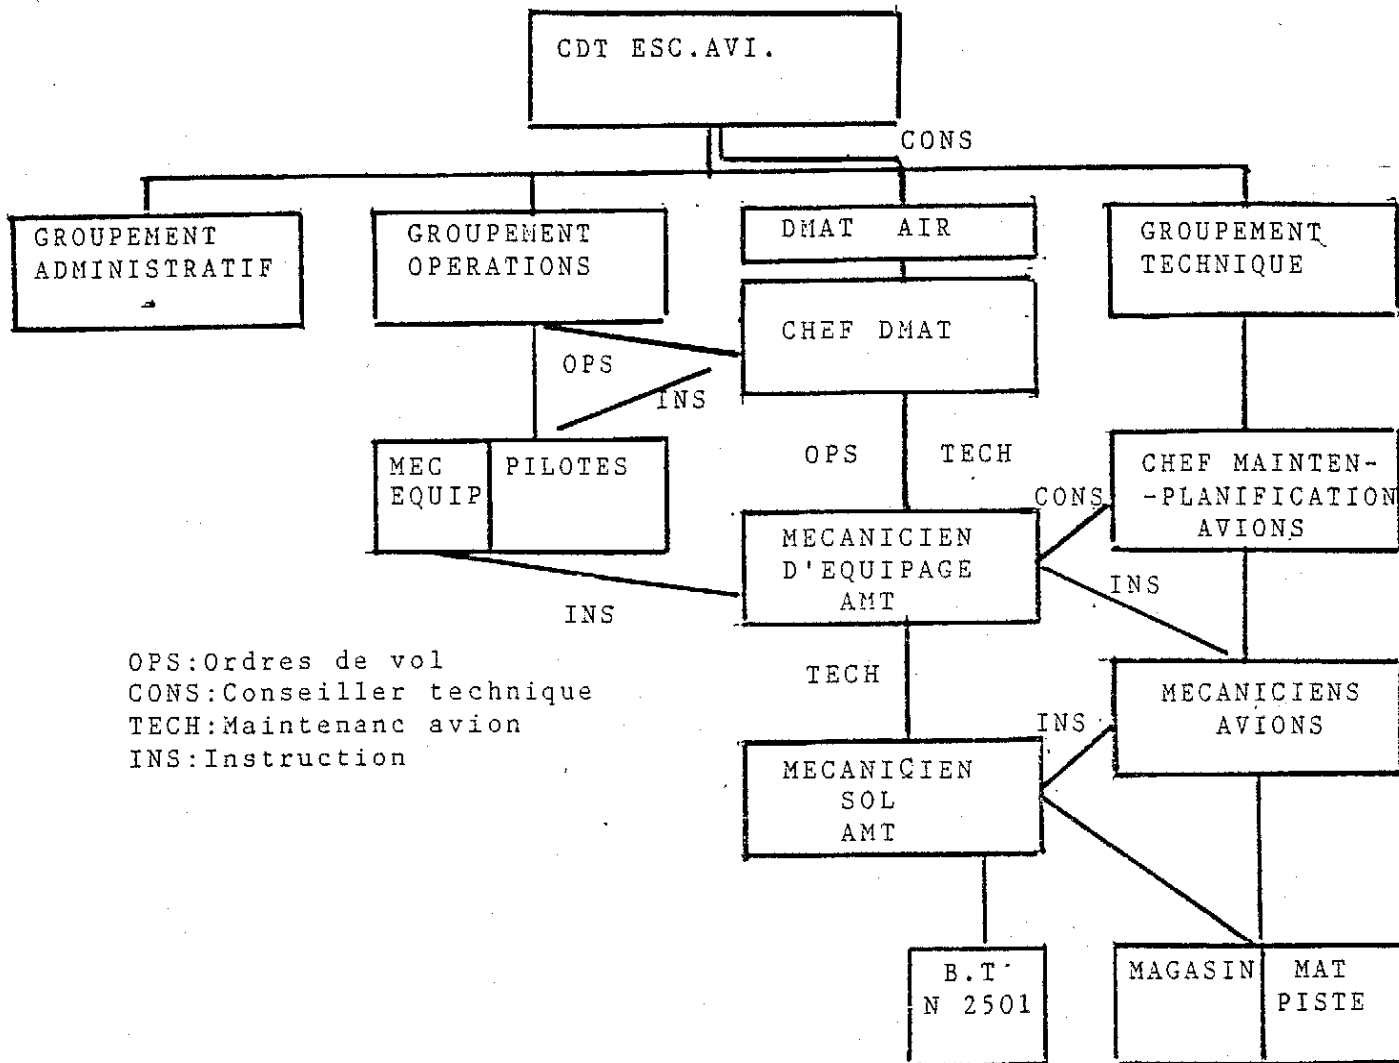 CDT ESC.AVI.
CONS
GROUPEMENT
ADMINISTRATIF
GROUPEMENT
OPERATIONS
DMAT AIR
GROUPEMENT
TECHNIQUE
CHEF DMAT
OPS
INS
MEC
EQUIP
PILOTES
OPS
TECH
CONS
CHEF MAINTEN-
-PLANIFICATION
AVIONS
MECANICIEN
D'EQUIPAGE
AMT
INS
INS
OPS:Ordres de vol
CONS:Conseiller technique
TECH:Maintenanc avion
INS:Instruction
TECH
MECANICIENS
AVIONS
INS
MECANICIEN
SOL
AMT
B.T
N 2501
MAGASIN
MAT
PISTE